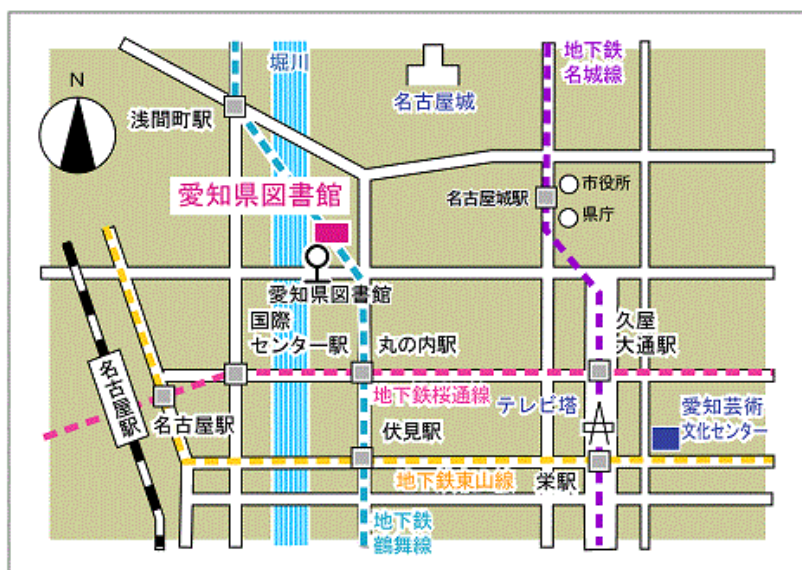 地下鉄
名城線
堀川
N
名古屋城
浅間町駅
市役所
愛知県図書館
名古屋城駅
県庁
愛知県図書館
国際
センター駅
丸の内駅
久屋
大通駅
名古屋駅
地下鉄桜通線
テレビ塔
愛知芸術
文化センター
名古屋駅
伏見駅
地下鉄東山線
栄駅
地下鉄
鶴舞線